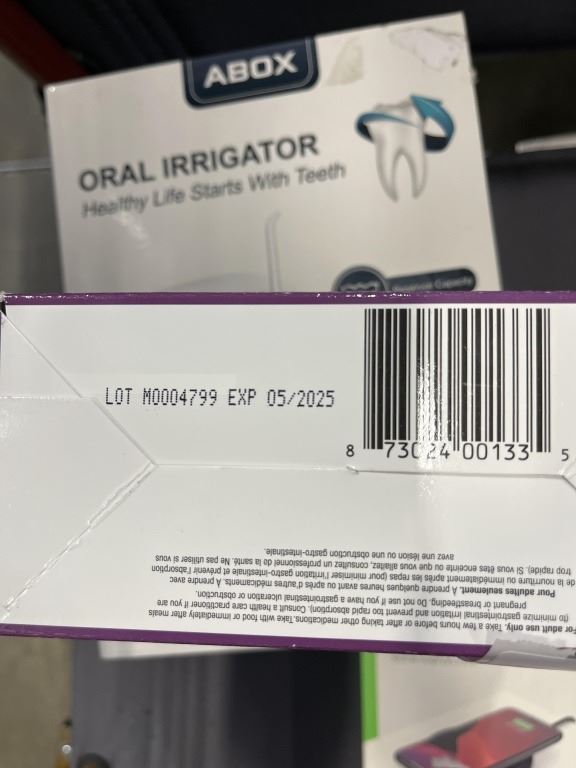 ABOX
ORAL IRRIGATOR
Healthy Life Starts With Teeth
Capacity
LOT M0004799 EXP 05/2025
8 73024 00133 5
For adult use only. Take a few hours before or after taking other medications. Take with food or immediately after meals
(to minimize gastrointestinal irritation and prevent too rapid absorption). Consult a health care practitioner if you are
pregnant or breastfeeding. Do not use if you have a gastrointestinal ulceration or obstruction.
Pour adultes seulement. À prendre quelques heures avant ou après d'autres médicaments. À prendre avec
de la nourriture ou immédiatement après les repas (pour minimiser l'irritation gastro-intestinale et prévenir l'absorption
trop rapide). Si vous êtes enceinte ou que vous allaitez, consultez un professionnel de la santé. Ne pas utiliser si vous
avez une lésion ou une obstruction gastro-intestinale.